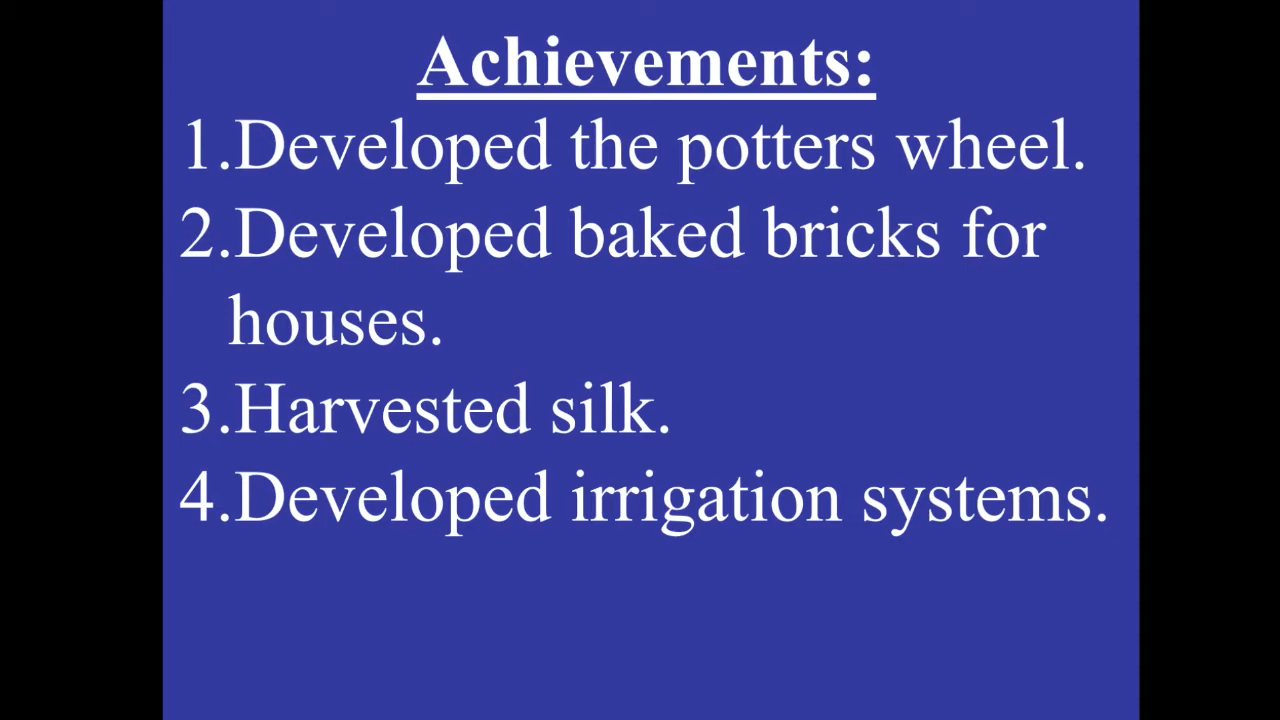 Achievements:
1.Developed the potters wheel.
2.Developed baked bricks for
houses.
3.Harvested silk.
4.Developed irrigation systems.